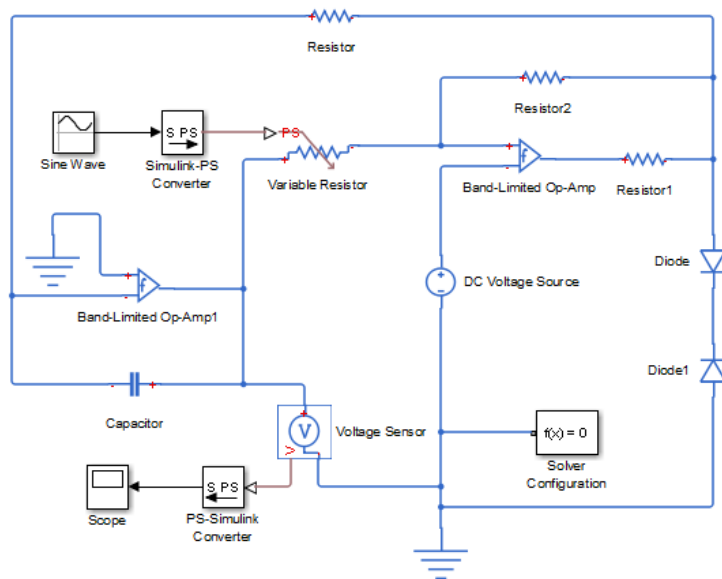 Resistor
Resistor2
S PS
PS
Sine Wave
Simulink-PS
Converter
Variable Resistor
f
Band-Limited Op-Amp
Resistor1
f
Band-Limited Op-Amp1
DC Voltage Source
Diode
Diode1
Capacitor
V
V
Voltage Sensor
f(x) = 0
Solver
Configuration
S PS
Scope
PS-Simulink
Converter